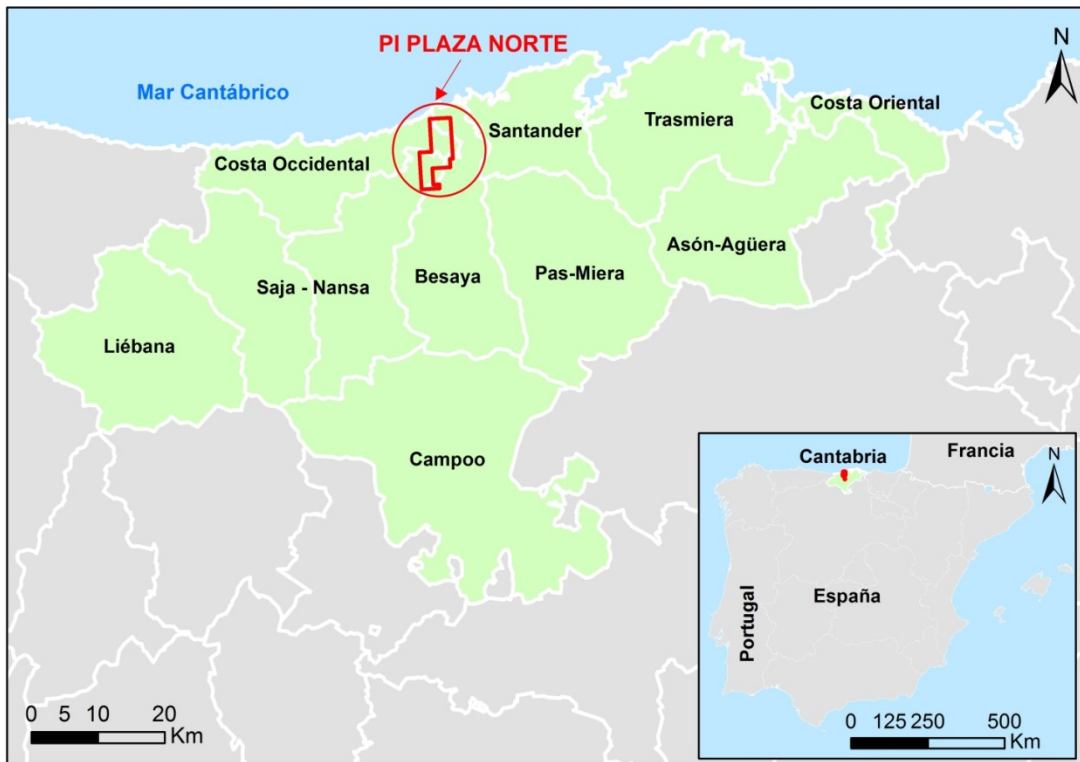 PI PLAZA NORTE
N
Mar Cantábrico
Costa Oriental
Trasmiera
Santander
Costa Occidental
Asón-Agüera
Besaya
Pas-Miera
Saja - Nansa
Liébana
Campoo
0 5 10 20
Km
Cantabria
Francia
N
España
Portugal
0 125 250 500
Km